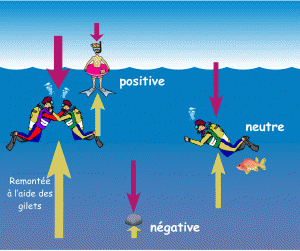 positive
neutre
Remontée
à l'aide des
gilets
négative